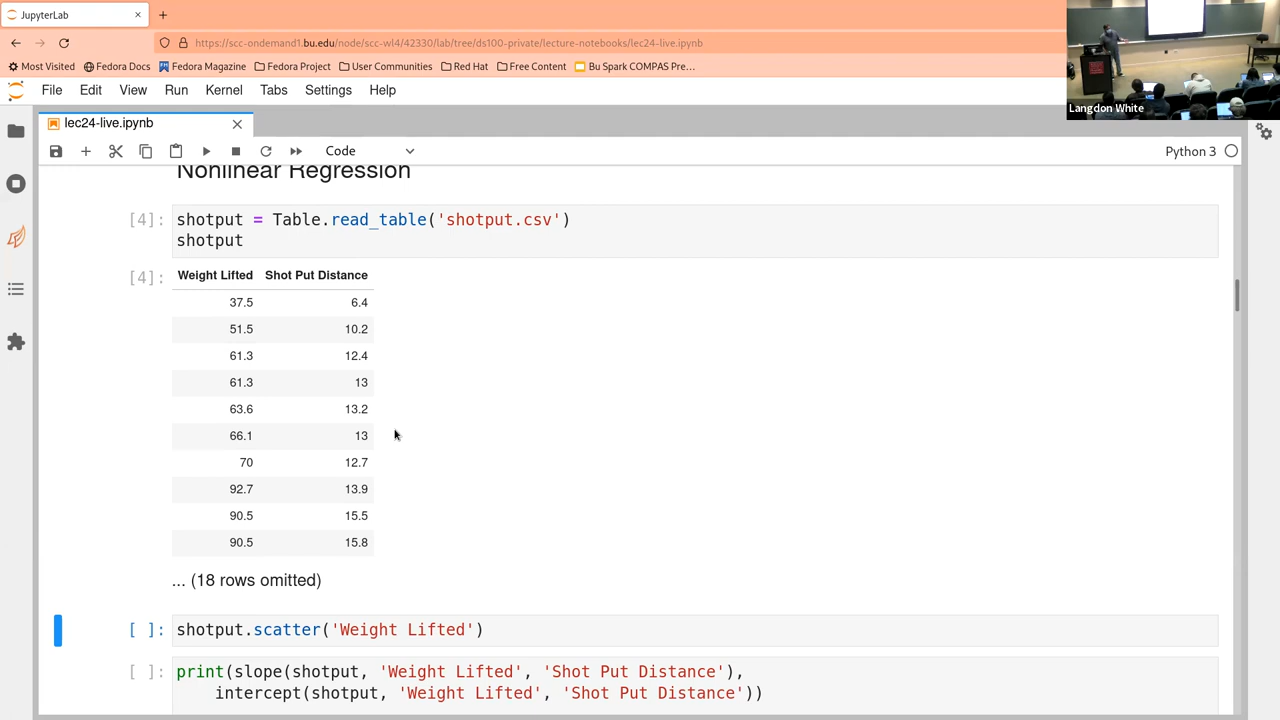 JupyterLab
https://scc-ondemand1.bu.edu/node/scc-wl4/42330/lab/tree/ds100-private/lecture-notebooks/lec24-live.ipynb
Most Visited Fedora Docs Fedora Magazine Fedora Project User Communities Red Hat Free Content Bu Spark COMPAS Pre…
Langdon White
File Edit View Run Kernel Tabs Settings Help
lec24-live.ipynb
Code Python 3
Nonlinear Regression
[4]: shotput = Table.read_table('shotput.csv')
shotput
[4]: Weight Lifted Shot Put Distance
37.5 6.4
51.5 10.2
61.3 12.4
61.3 13
63.6 13.2
66.1 13
70 12.7
92.7 13.9
90.5 15.5
90.5 15.8
... (18 rows omitted)
[ ]: shotput.scatter('Weight Lifted')
[ ]: print(slope(shotput, 'Weight Lifted', 'Shot Put Distance'),
intercept(shotput, 'Weight Lifted', 'Shot Put Distance'))